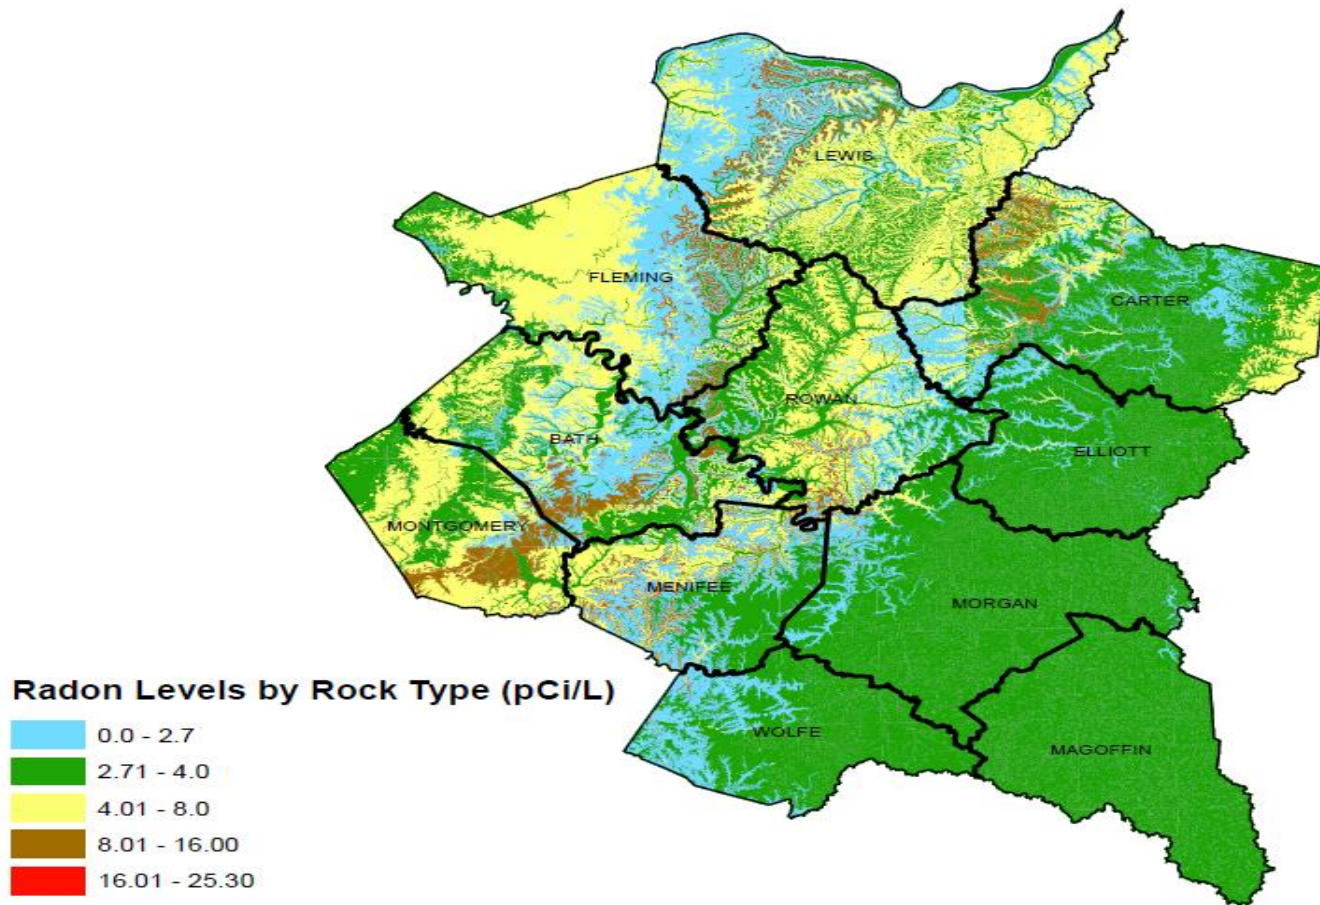 LEWIS
FLEMING
CARTER
ROWAN
BATH
ELLIOTT
MONTGOMERY
MENIFEE
MORGAN
Radon Levels by Rock Type (pCi/L)
0.0 - 2.7
WOLFE
MAGOFFIN
2.71 - 4.0
4.01 - 8.0
8.01 - 16.00
16.01 - 25.30